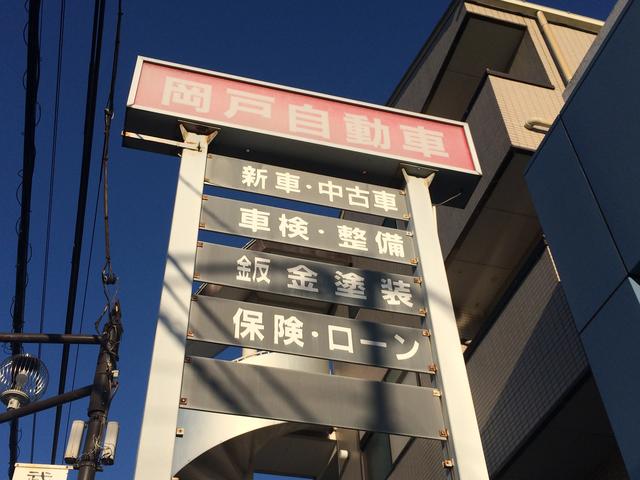 岡戸自動車
新車・中古車
車検・整備
鈑金塗装
保険・ローン
武